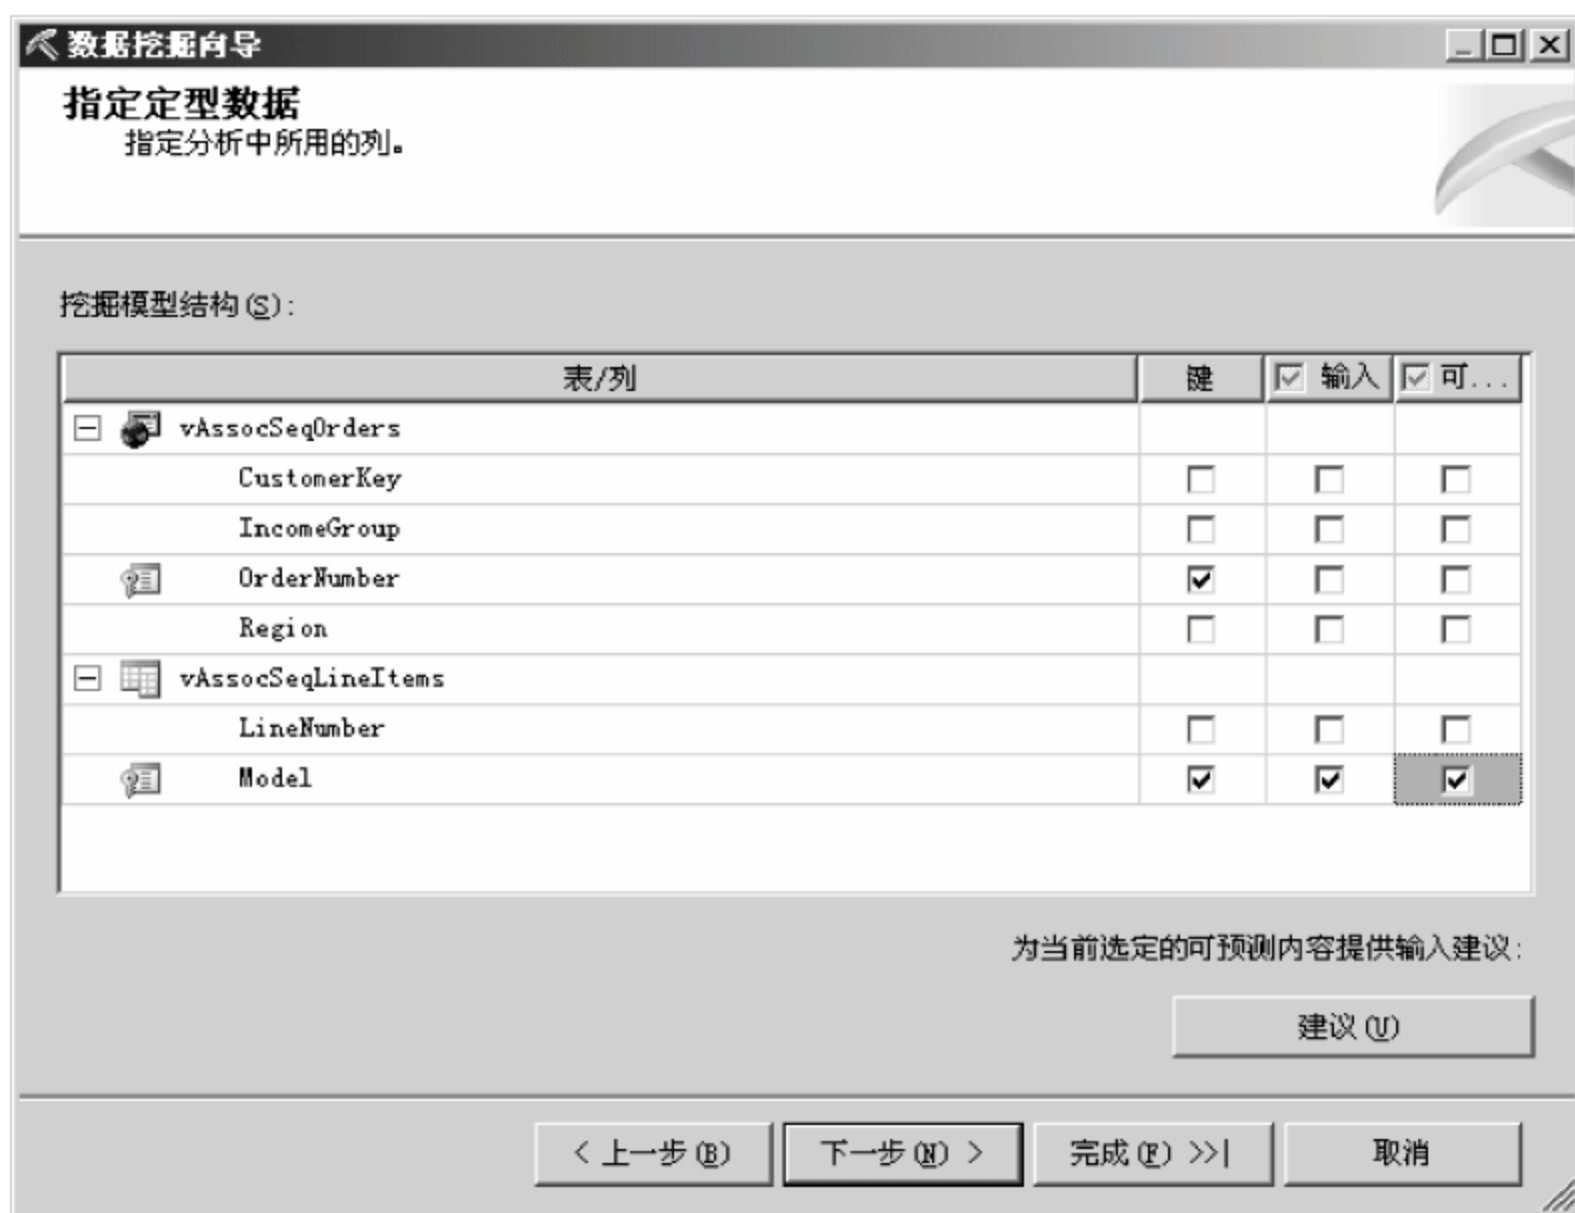 数据挖掘向导
指定定型数据
指定分析中所用的列。
挖掘模型结构(S):
表/列 键 输入 可...
vAssocSeqOrders
CustomerKey
IncomeGroup
OrderNumber
Region
vAssocSeqLineItems
LineNumber
Model
为当前选定的可预测内容提供输入建议:
建议(U)
< 上一步(B) 下一步(N) > 完成(F) >>| 取消